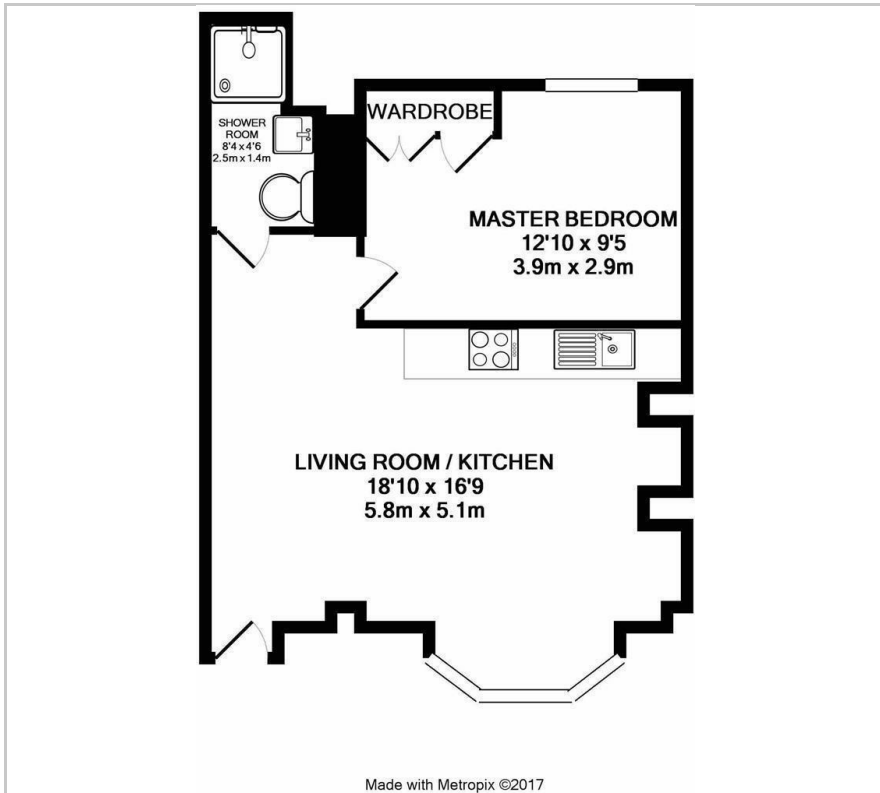 SHOWER
ROOM
8'4 x 4'6
2.5m x 1.4m
WARDROBE
MASTER BEDROOM
12'10 x 9'5
3.9m x 2.9m
LIVING ROOM / KITCHEN
18'10 x 16'9
5.8m x 5.1m
Made with Metropix ©2017